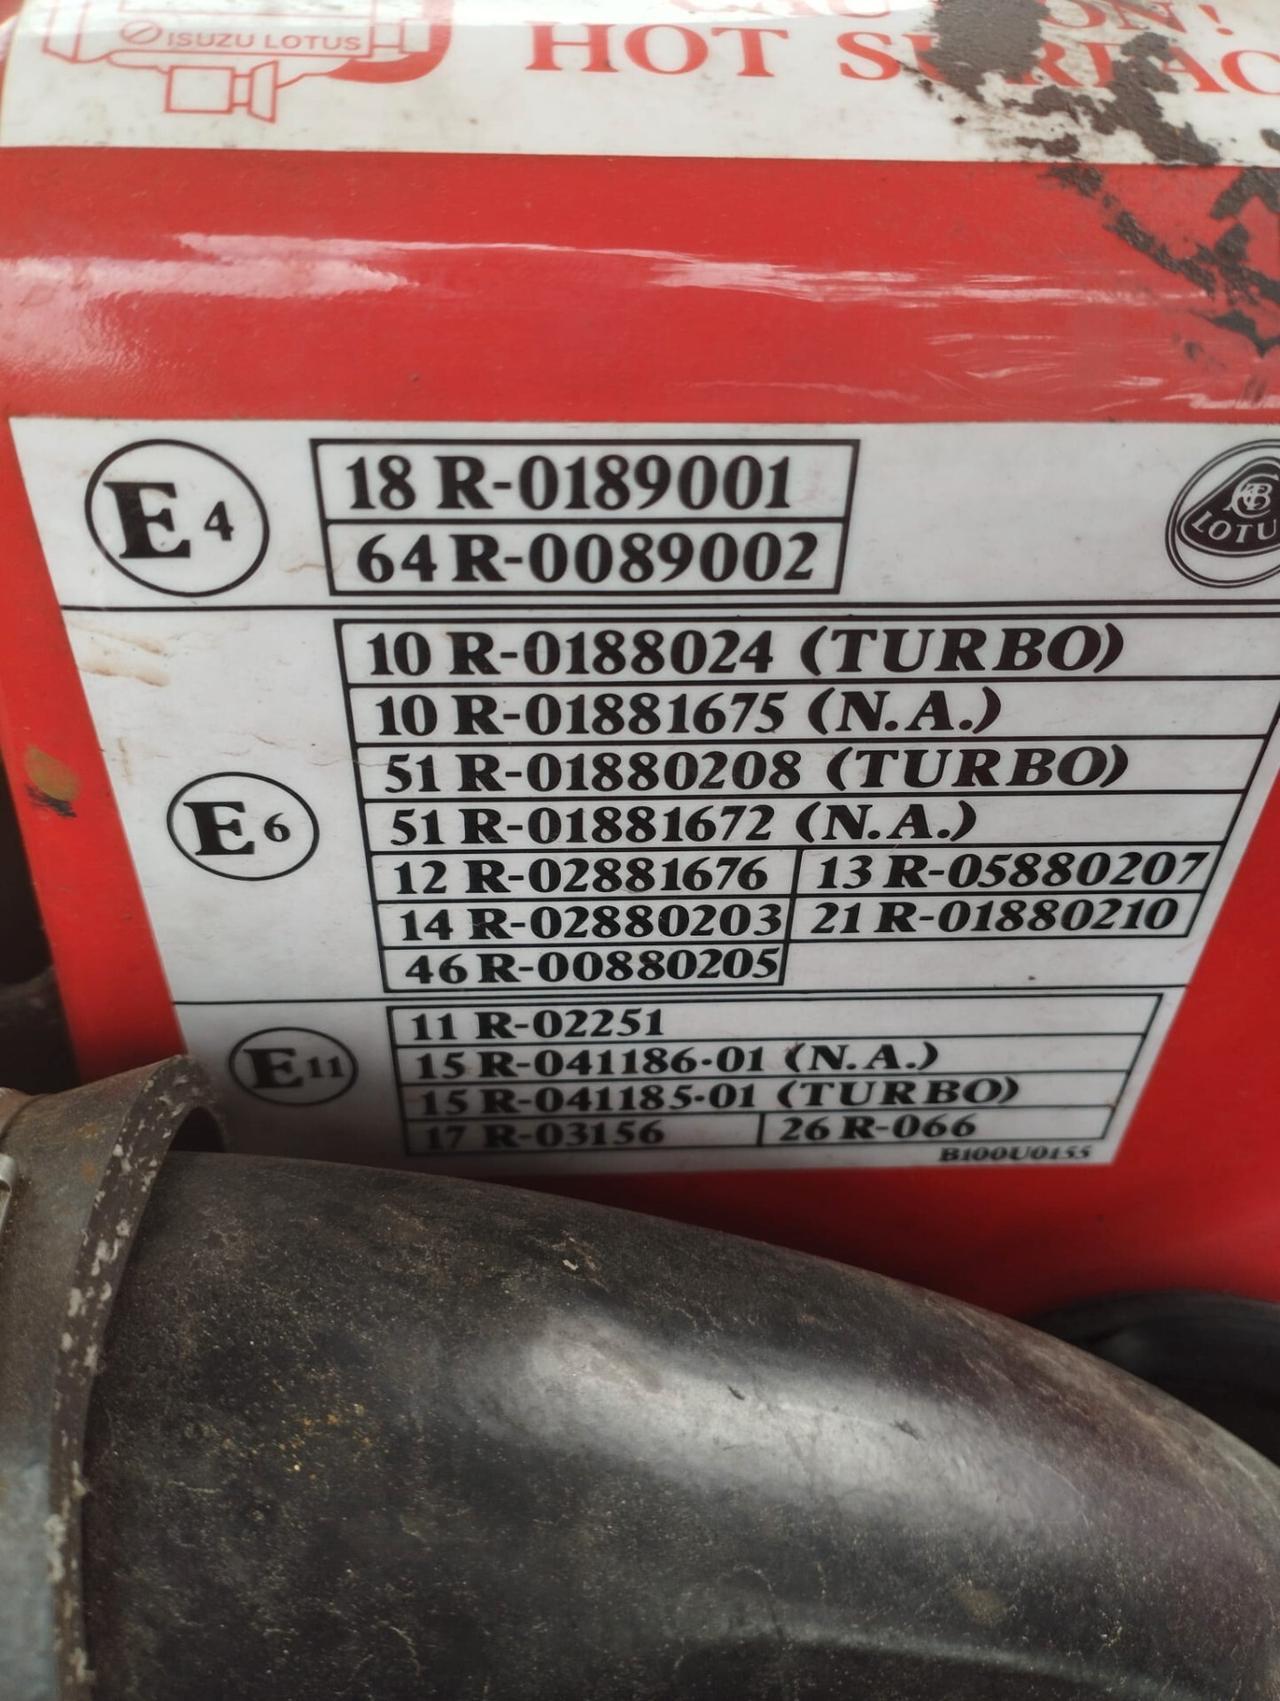 ISUZU LOTUS
HOT
E4
18 R-0189001
64 R-0089002
E6
10 R-0188024 (TURBO)
10 R-01881675 (N.A.)
51 R-01880208 (TURBO)
51 R-01881672 (N.A.)
12 R-02881676 13 R-05880207
14 R-02880203 21 R-01880210
46 R-00880205
E11
11 R-02251
15 R-041186-01 (N.A.)
15 R-041185-01 (TURBO)
17 R-03156 26 R-066
B100U0155